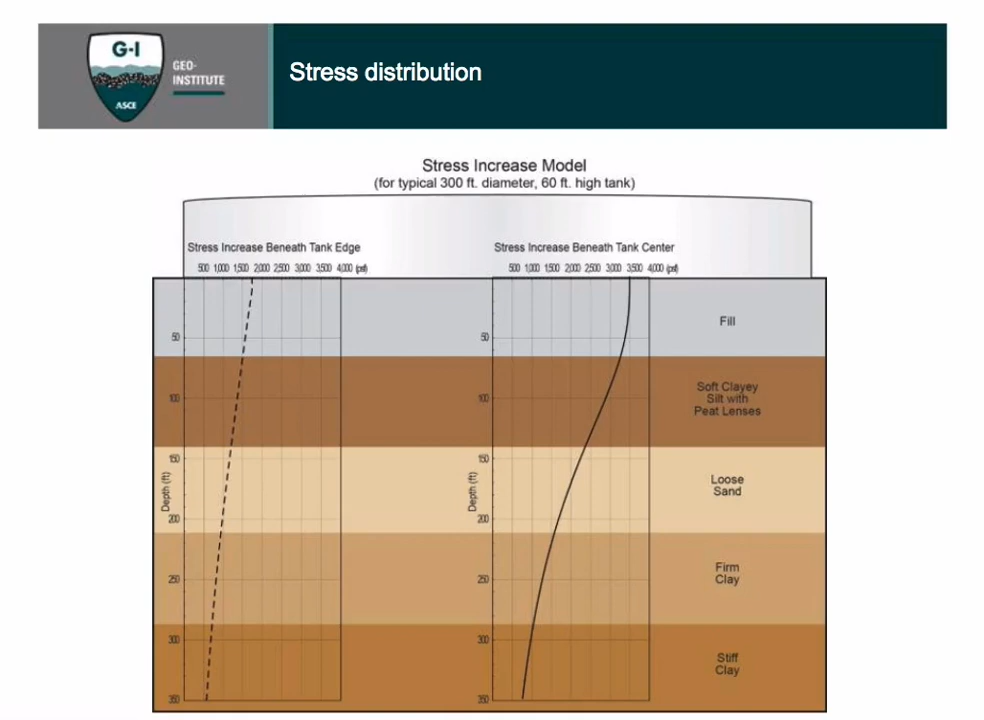 G-I
GEO-
INSTITUTE
ASCE
Stress distribution
Stress Increase Model
(for typical 300 ft. diameter, 60 ft. high tank)
Stress Increase Beneath Tank Edge
500 1,000 1,500 2,000 2,500 3,000 3,500 4,000 (psf)
Stress Increase Beneath Tank Center
500 1,000 1,500 2,000 2,500 3,000 3,500 4,000 (psf)
Depth (ft)
50
100
150
200
250
300
350
Depth (ft)
50
100
150
200
250
300
350
Fill
Soft Clayey
Silt with
Peat Lenses
Loose
Sand
Firm
Clay
Stiff
Clay